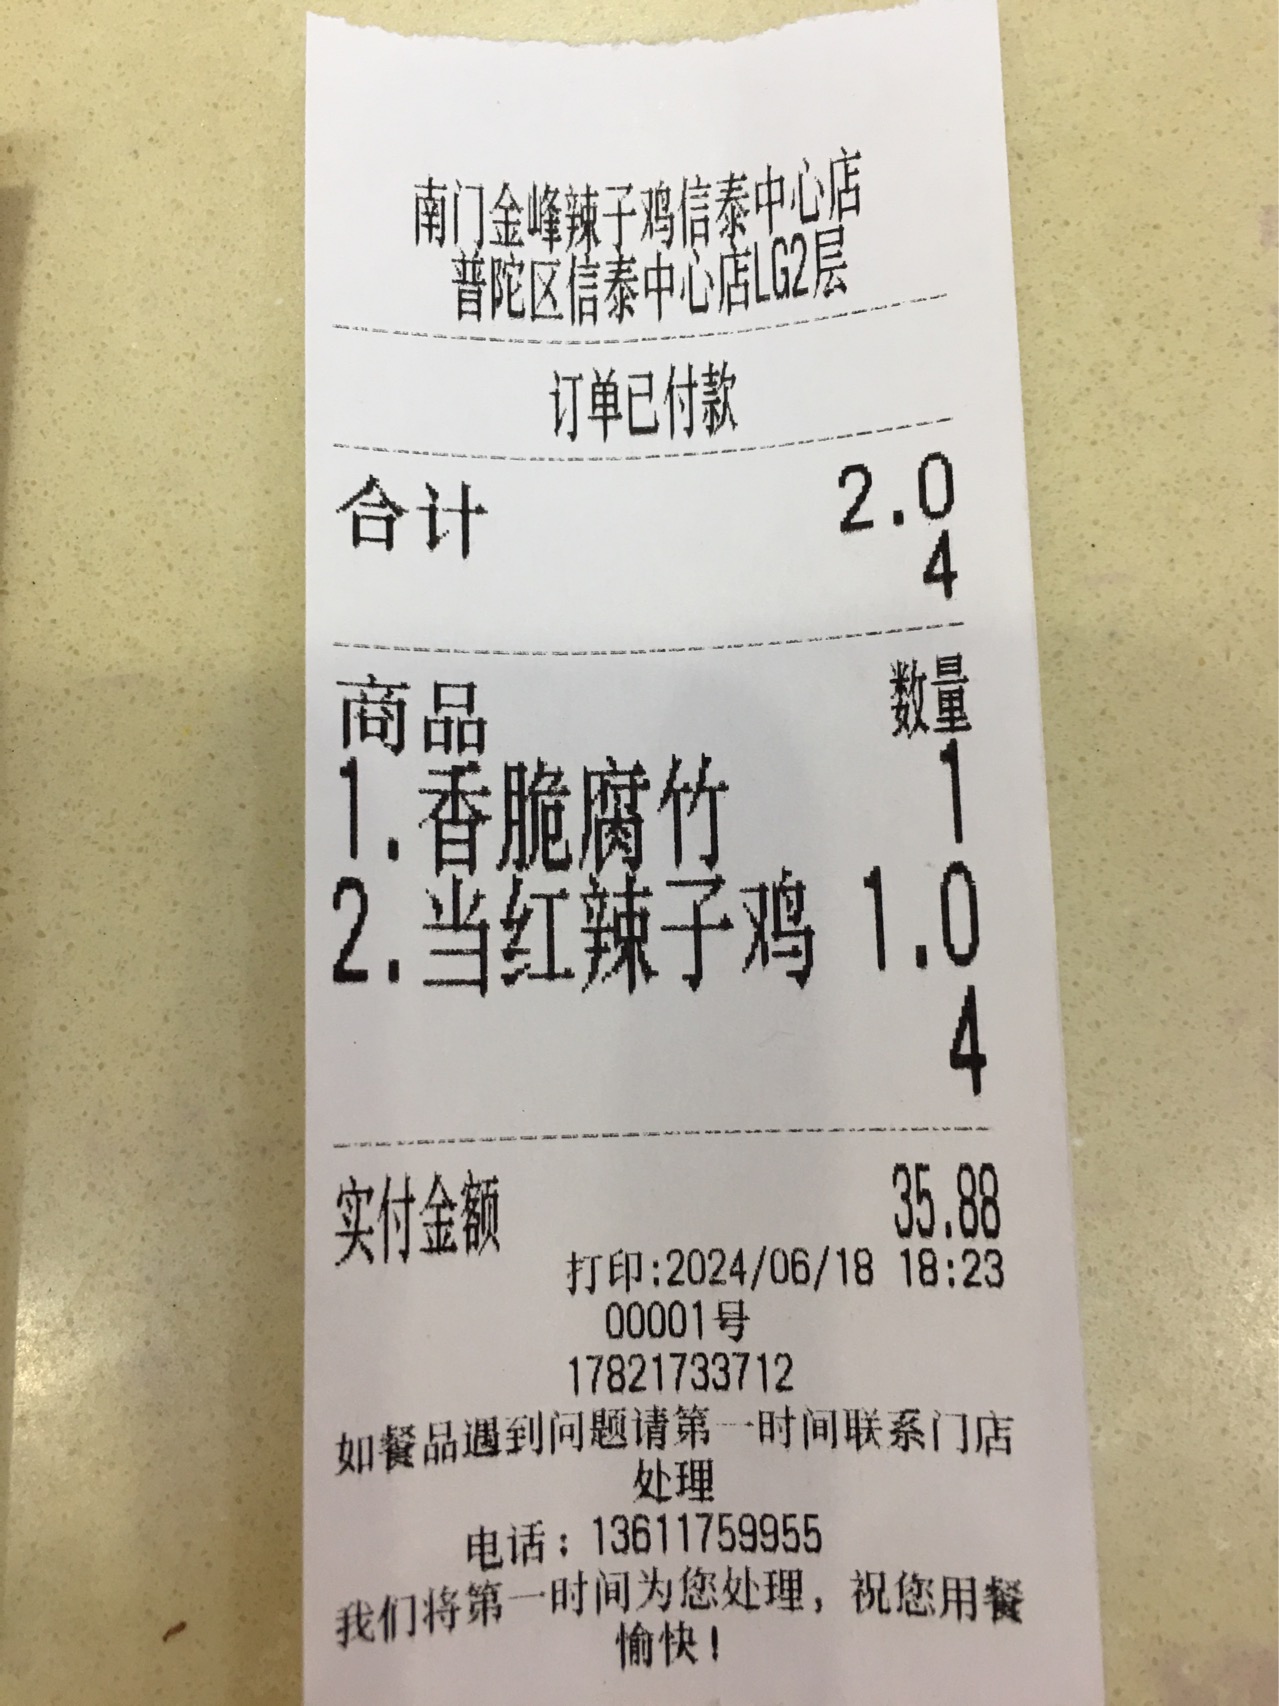 南门金峰辣子鸡信泰中心店
普陀区信泰中心店LG2层
订单已付款
合计 2.0
4
商品 数量
1.香脆腐竹 1
2.当红辣子鸡 1.0
4
实付金额 35.88
打印:2024/06/18 18:23
00001号
17821733712
如餐品遇到问题请第一时间联系门店
处理
电话：13611759955
我们将第一时间为您处理，祝您用餐
愉快！